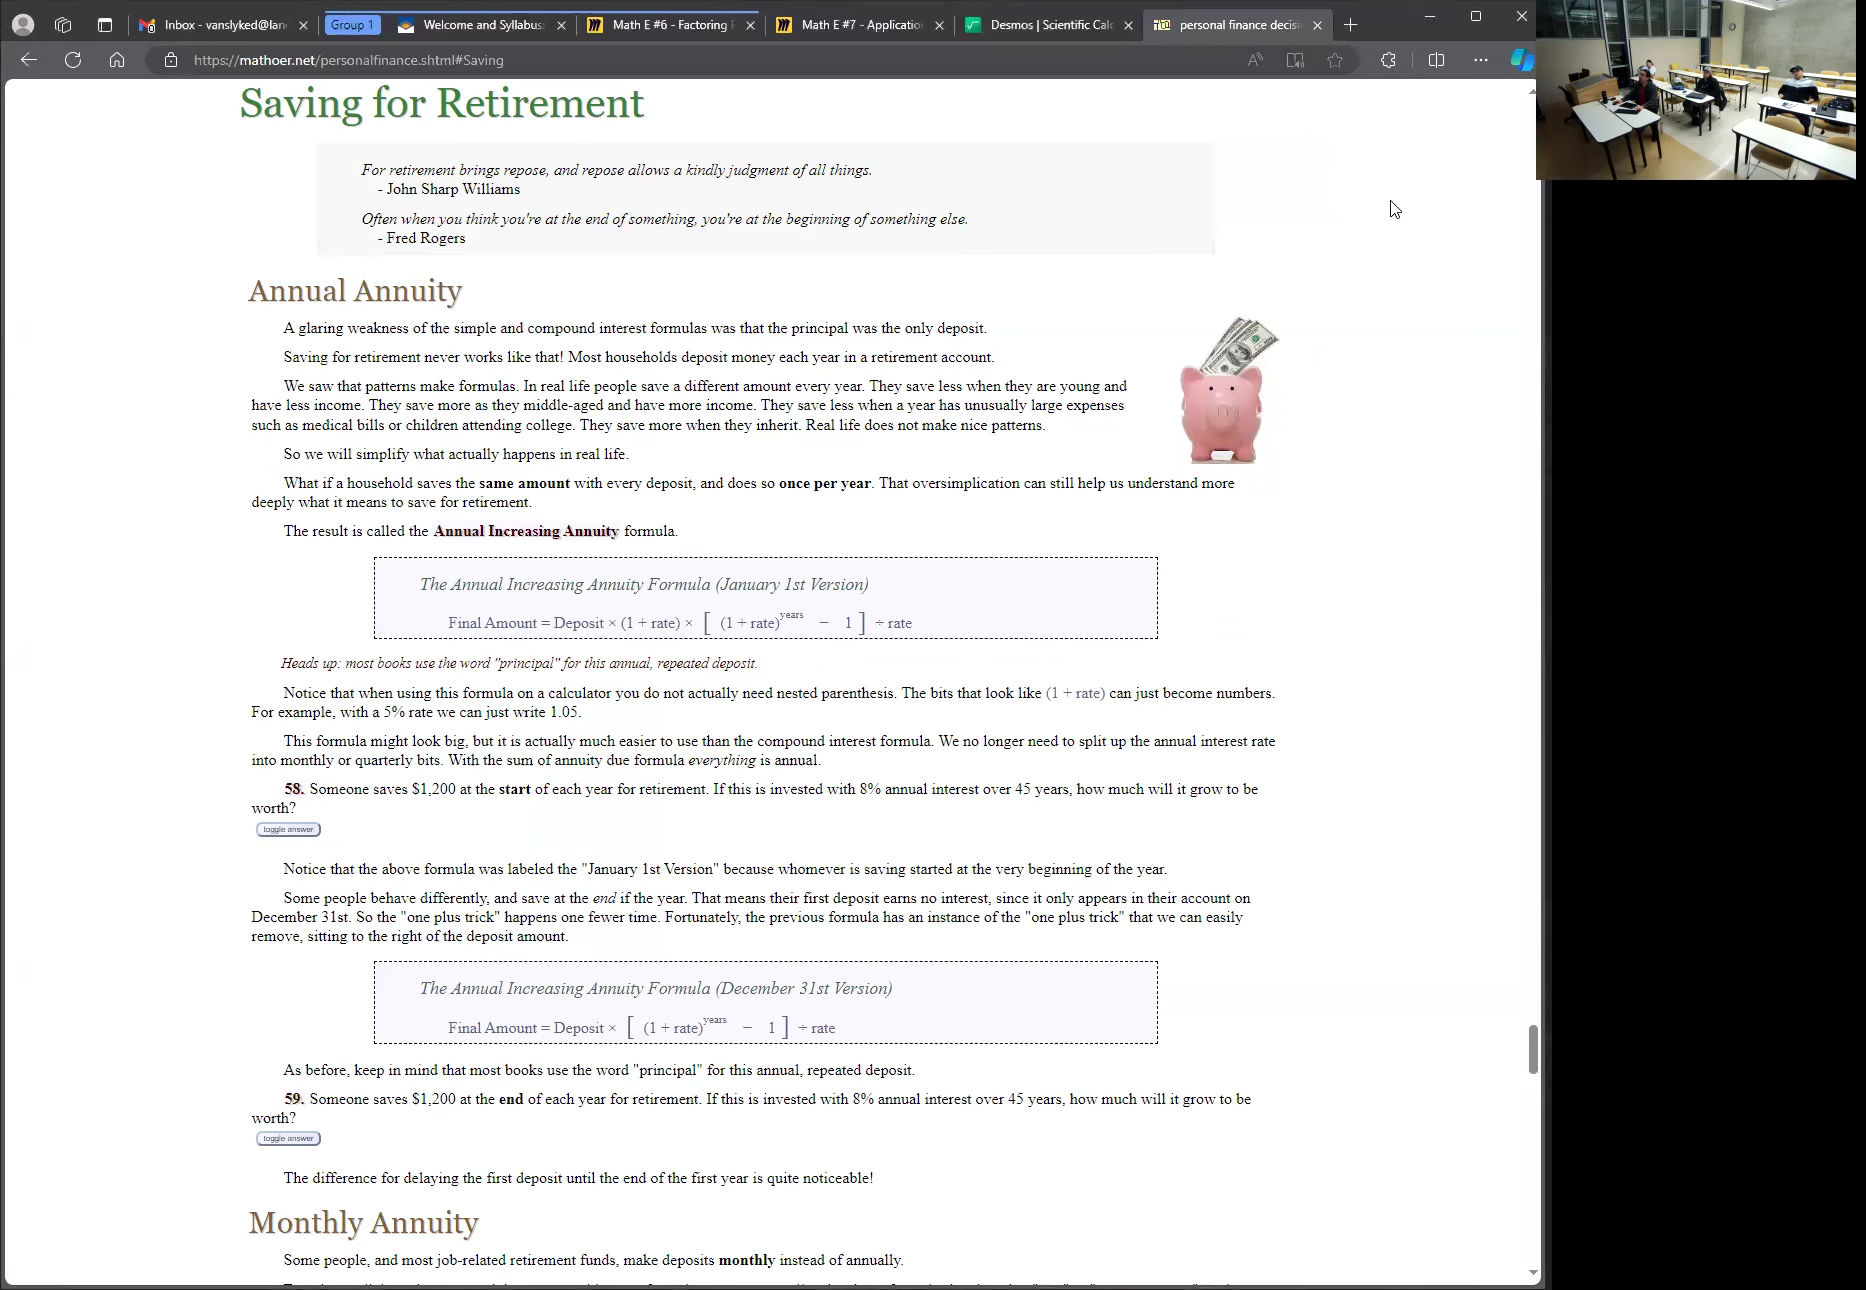 Inbox - vanslyked@lan
Group 1
Welcome and Syllabus:
Math E #6 - Factoring P
Math E #7 - Applicatio
Desmos | Scientific Calc
personal finance decisi
https://mathoer.net/personalfinance.shtml#Saving
Saving for Retirement
For retirement brings repose, and repose allows a kindly judgment of all things.
- John Sharp Williams
Often when you think you're at the end of something, you're at the beginning of something else.
- Fred Rogers
Annual Annuity
A glaring weakness of the simple and compound interest formulas was that the principal was the only deposit.
Saving for retirement never works like that! Most households deposit money each year in a retirement account.
We saw that patterns make formulas. In real life people save a different amount every year. They save less when they are young and
have less income. They save more as they middle-aged and have more income. They save less when a year has unusually large expenses
such as medical bills or children attending college. They save more when they inherit. Real life does not make nice patterns.
So we will simplify what actually happens in real life.
What if a household saves the same amount with every deposit, and does so once per year. That oversimplication can still help us understand more
deeply what it means to save for retirement.
The result is called the Annual Increasing Annuity formula.
The Annual Increasing Annuity Formula (January 1st Version)
Final Amount = Deposit × (1 + rate) × [ (1 + rate)^years − 1 ] ÷ rate
Heads up: most books use the word "principal" for this annual, repeated deposit.
Notice that when using this formula on a calculator you do not actually need nested parenthesis. The bits that look like (1 + rate) can just become numbers.
For example, with a 5% rate we can just write 1.05.
This formula might look big, but it is actually much easier to use than the compound interest formula. We no longer need to split up the annual interest rate
into monthly or quarterly bits. With the sum of annuity due formula everything is annual.
58. Someone saves $1,200 at the start of each year for retirement. If this is invested with 8% annual interest over 45 years, how much will it grow to be
worth?
toggle answer
Notice that the above formula was labeled the "January 1st Version" because whomever is saving started at the very beginning of the year.
Some people behave differently, and save at the end if the year. That means their first deposit earns no interest, since it only appears in their account on
December 31st. So the "one plus trick" happens one fewer time. Fortunately, the previous formula has an instance of the "one plus trick" that we can easily
remove, sitting to the right of the deposit amount.
The Annual Increasing Annuity Formula (December 31st Version)
Final Amount = Deposit × [ (1 + rate)^years − 1 ] ÷ rate
As before, keep in mind that most books use the word "principal" for this annual, repeated deposit.
59. Someone saves $1,200 at the end of each year for retirement. If this is invested with 8% annual interest over 45 years, how much will it grow to be
worth?
toggle answer
The difference for delaying the first deposit until the end of the first year is quite noticeable!
Monthly Annuity
Some people, and most job-related retirement funds, make deposits monthly instead of annually.